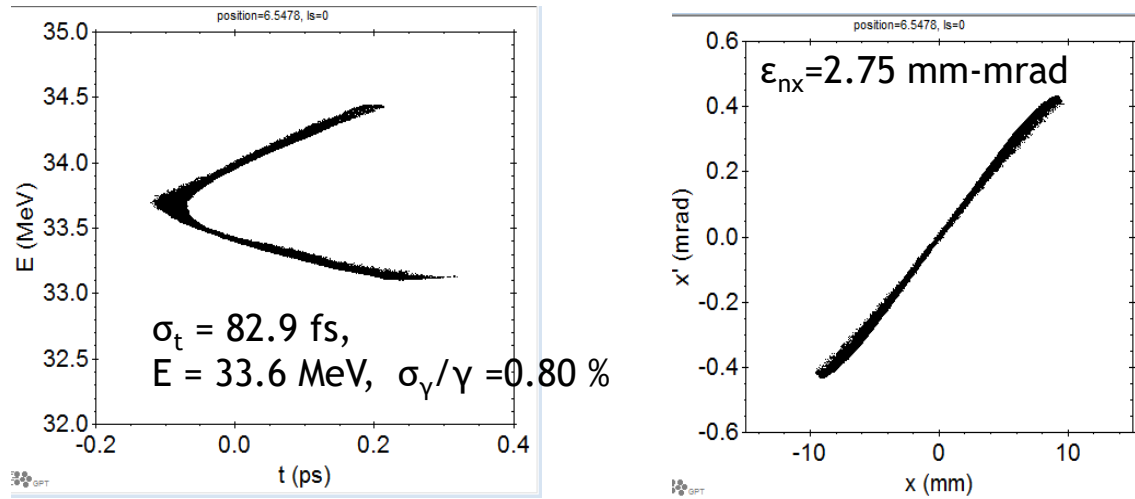 position=6.5478, ls=0
35.0
34.5
34.0
33.5
33.0
32.5
32.0
E (MeV)
σt = 82.9 fs,
E = 33.6 MeV, σγ/γ =0.80 %
-0.2 0.0 0.2 0.4
t (ps)
GPT
position=6.5478, ls=0
0.6
0.4
0.2
0.0
-0.2
-0.4
-0.6
x' (mrad)
εnx=2.75 mm-mrad
-10 0 10
x (mm)
GPT